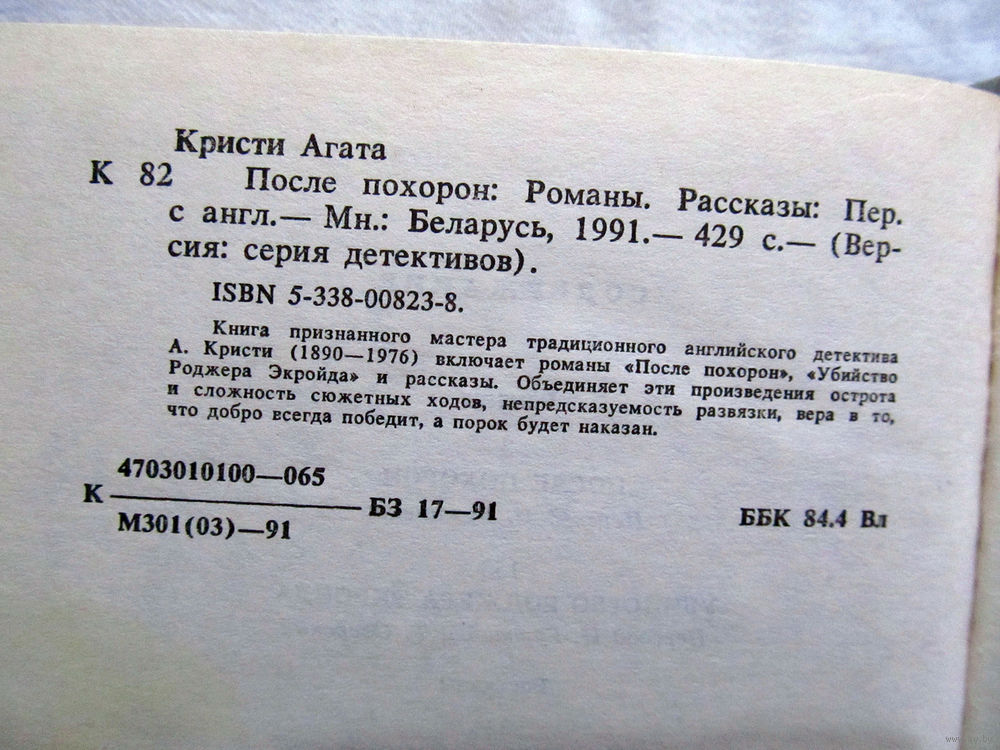 Кристи Агата
К 82 После похорон: Романы. Рассказы: Пер.
с англ.— Мн.: Беларусь, 1991.— 429 с.— (Вер-
сия: серия детективов).
ISBN 5-338-00823-8.
Книга признанного мастера традиционного английского детектива
А. Кристи (1890—1976) включает романы «После похорон», «Убийство
Роджера Экройда» и рассказы. Объединяет эти произведения острота
и сложность сюжетных ходов, непредсказуемость развязки, вера в то,
что добро всегда победит, а порок будет наказан.
4703010100—065
К БЗ 17—91
М301(03)—91
ББК 84.4 Вл